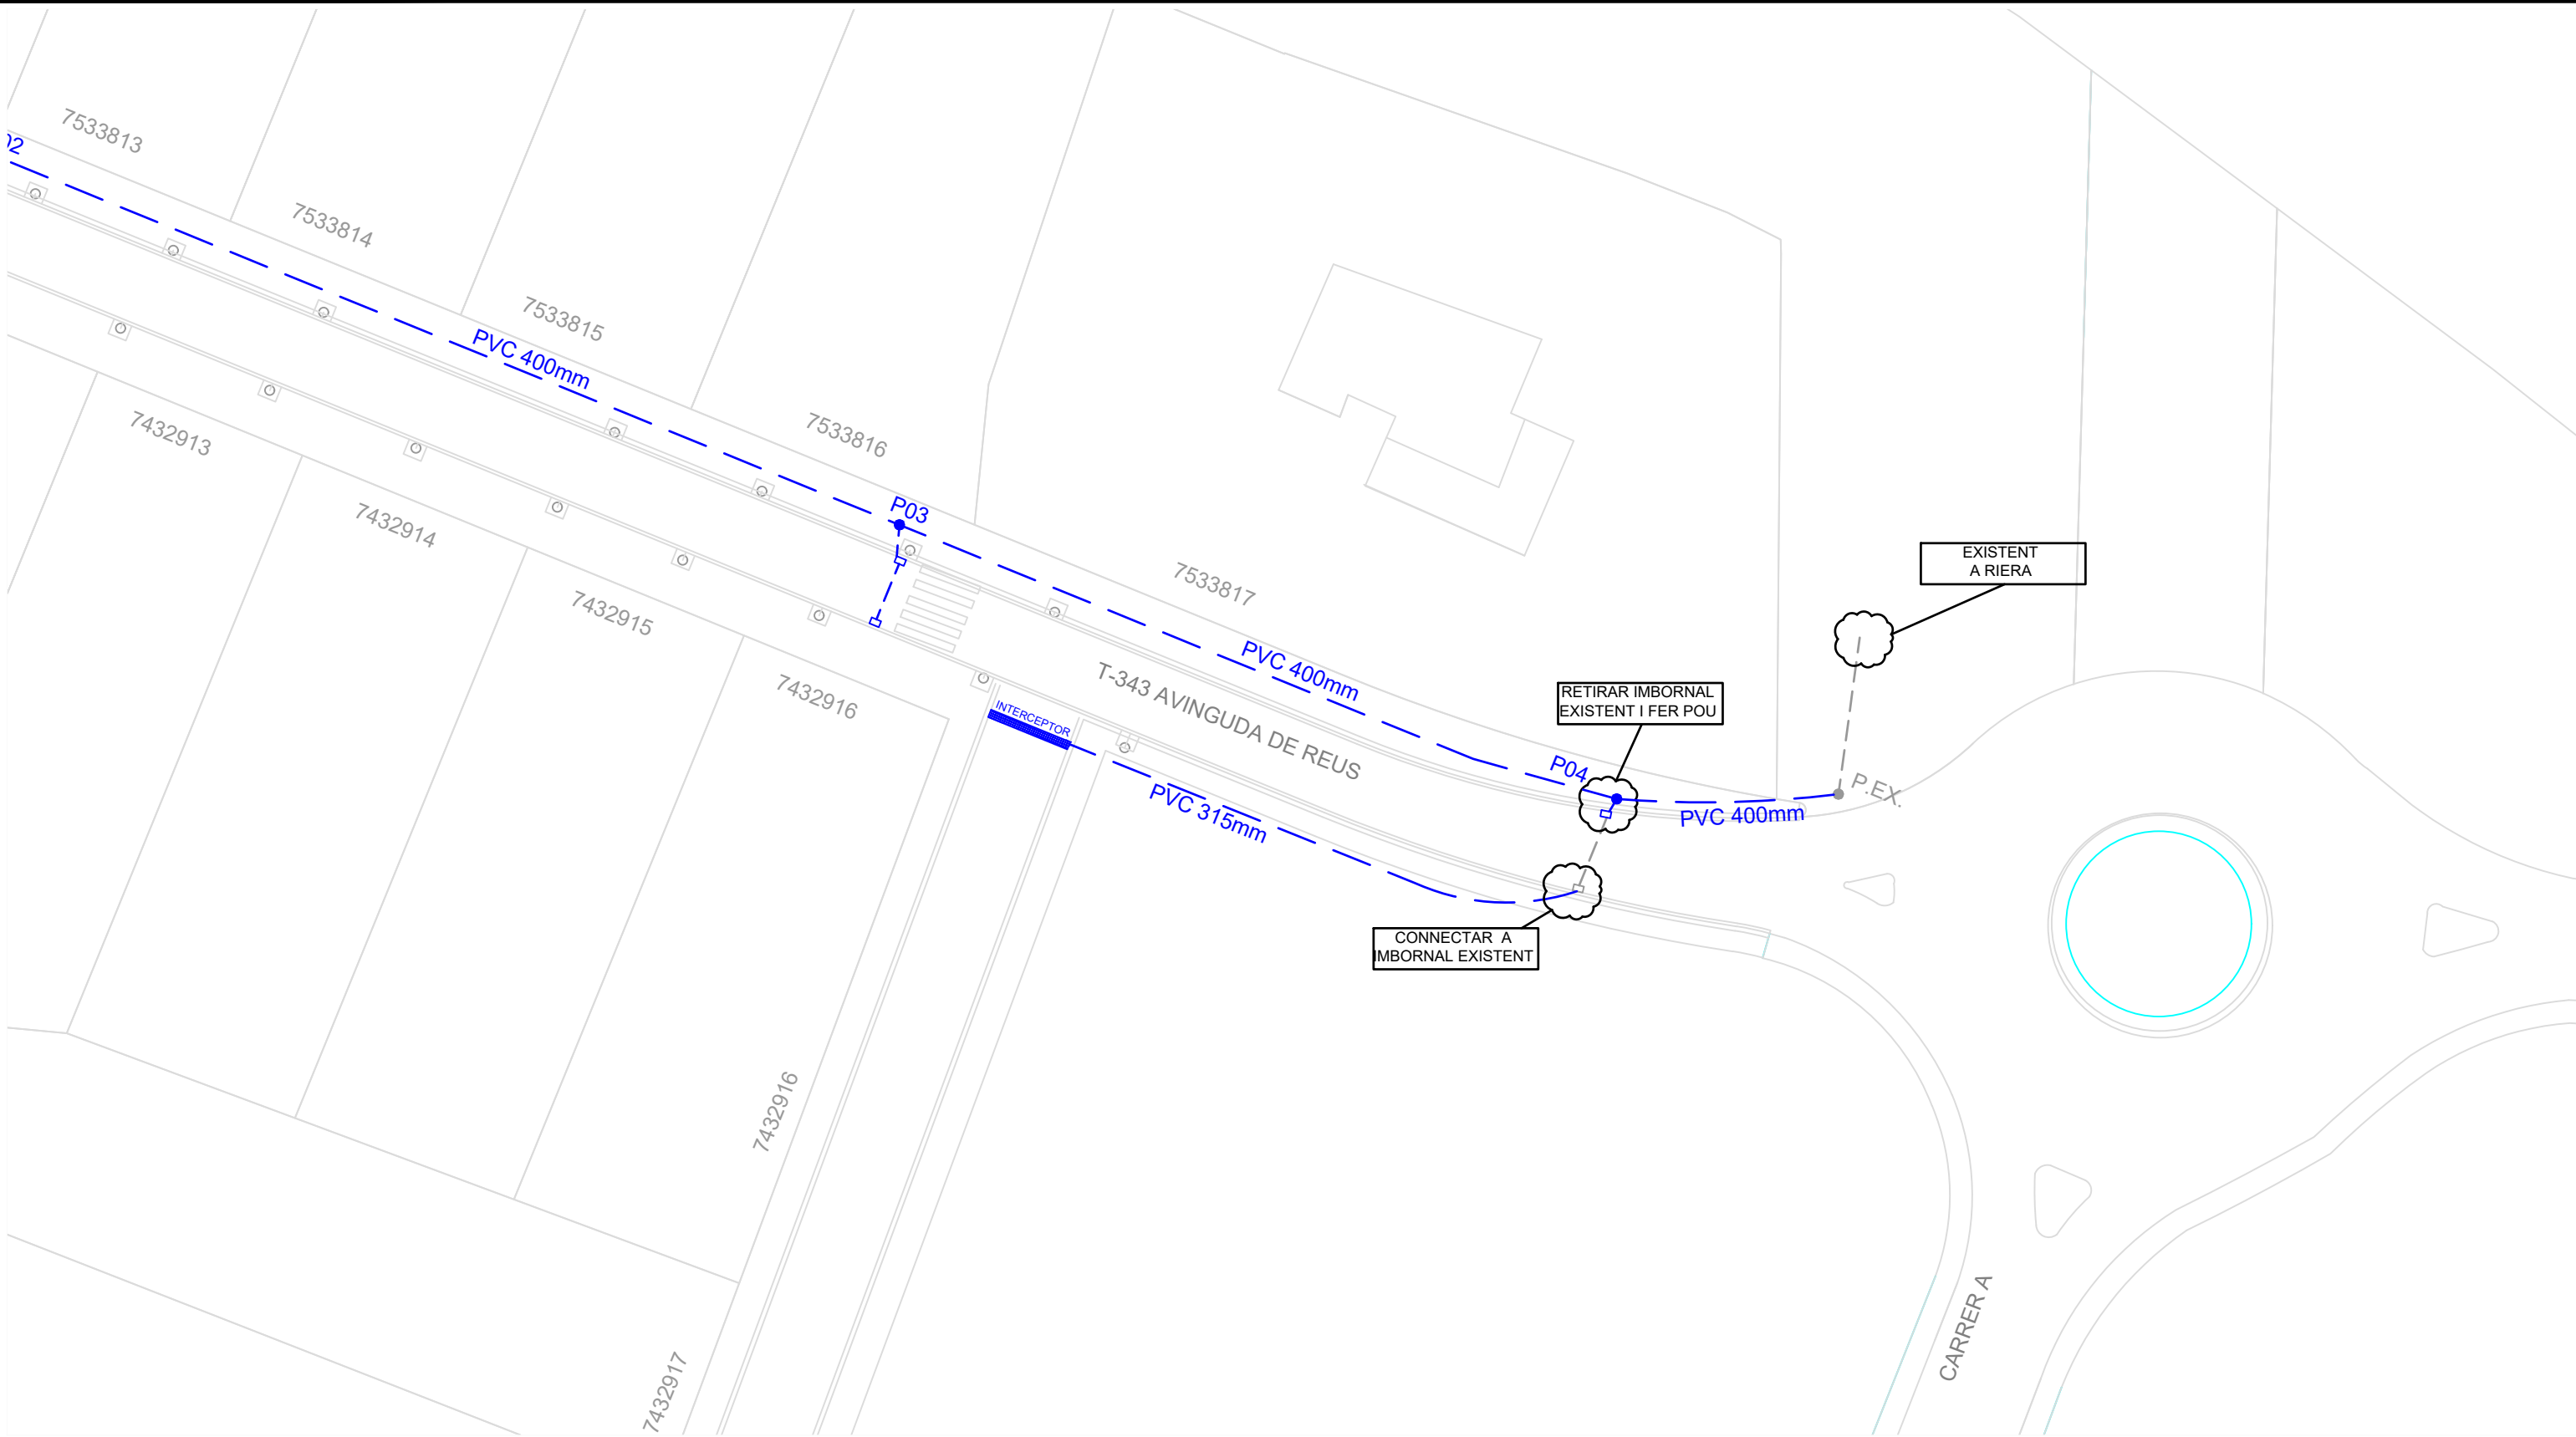 7533813
02
7533814
7533815
PVC 400mm
7533816
7432913
7432914
P03
7432915
7533817
EXISTENT
A RIERA
7432916
PVC 400mm
T-343 AVINGUDA DE REUS
RETIRAR IMBORNAL
EXISTENT I FER POU
INTERCEPTOR
P04
P.EX.
PVC 315mm
PVC 400mm
CONNECTAR A
IMBORNAL EXISTENT
7432916
CARRER A
7432917